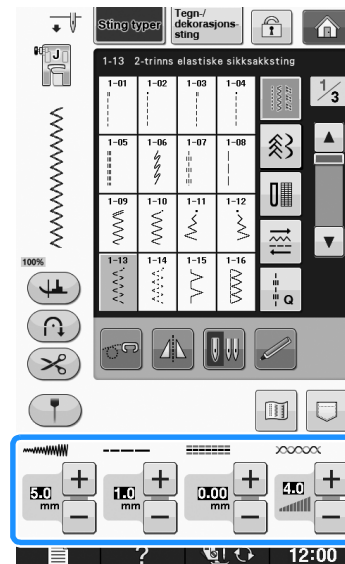 Sting typer
Tegn-/
dekorasjons-
sting
J
1-13 2-trinns elastiske sikksakksting
1-01 1-02 1-03 1-04
1/3
1-05 1-06 1-07 1-08
1-09 1-10 1-11 1-12
100%
1-13 1-14 1-15 1-16
Q
5.0
mm
1.0
mm
0.00
mm
4.0
? 12:00